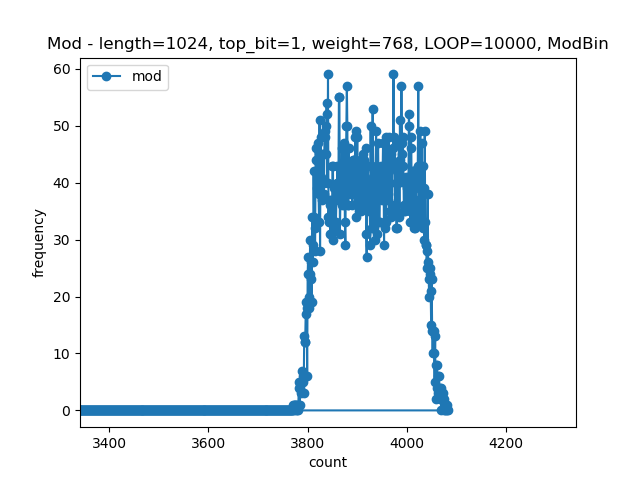 Mod - length=1024, top_bit=1, weight=768, LOOP=10000, ModBin
mod
60
50
40
30
20
10
0
frequency
3400 3600 3800 4000 4200
count